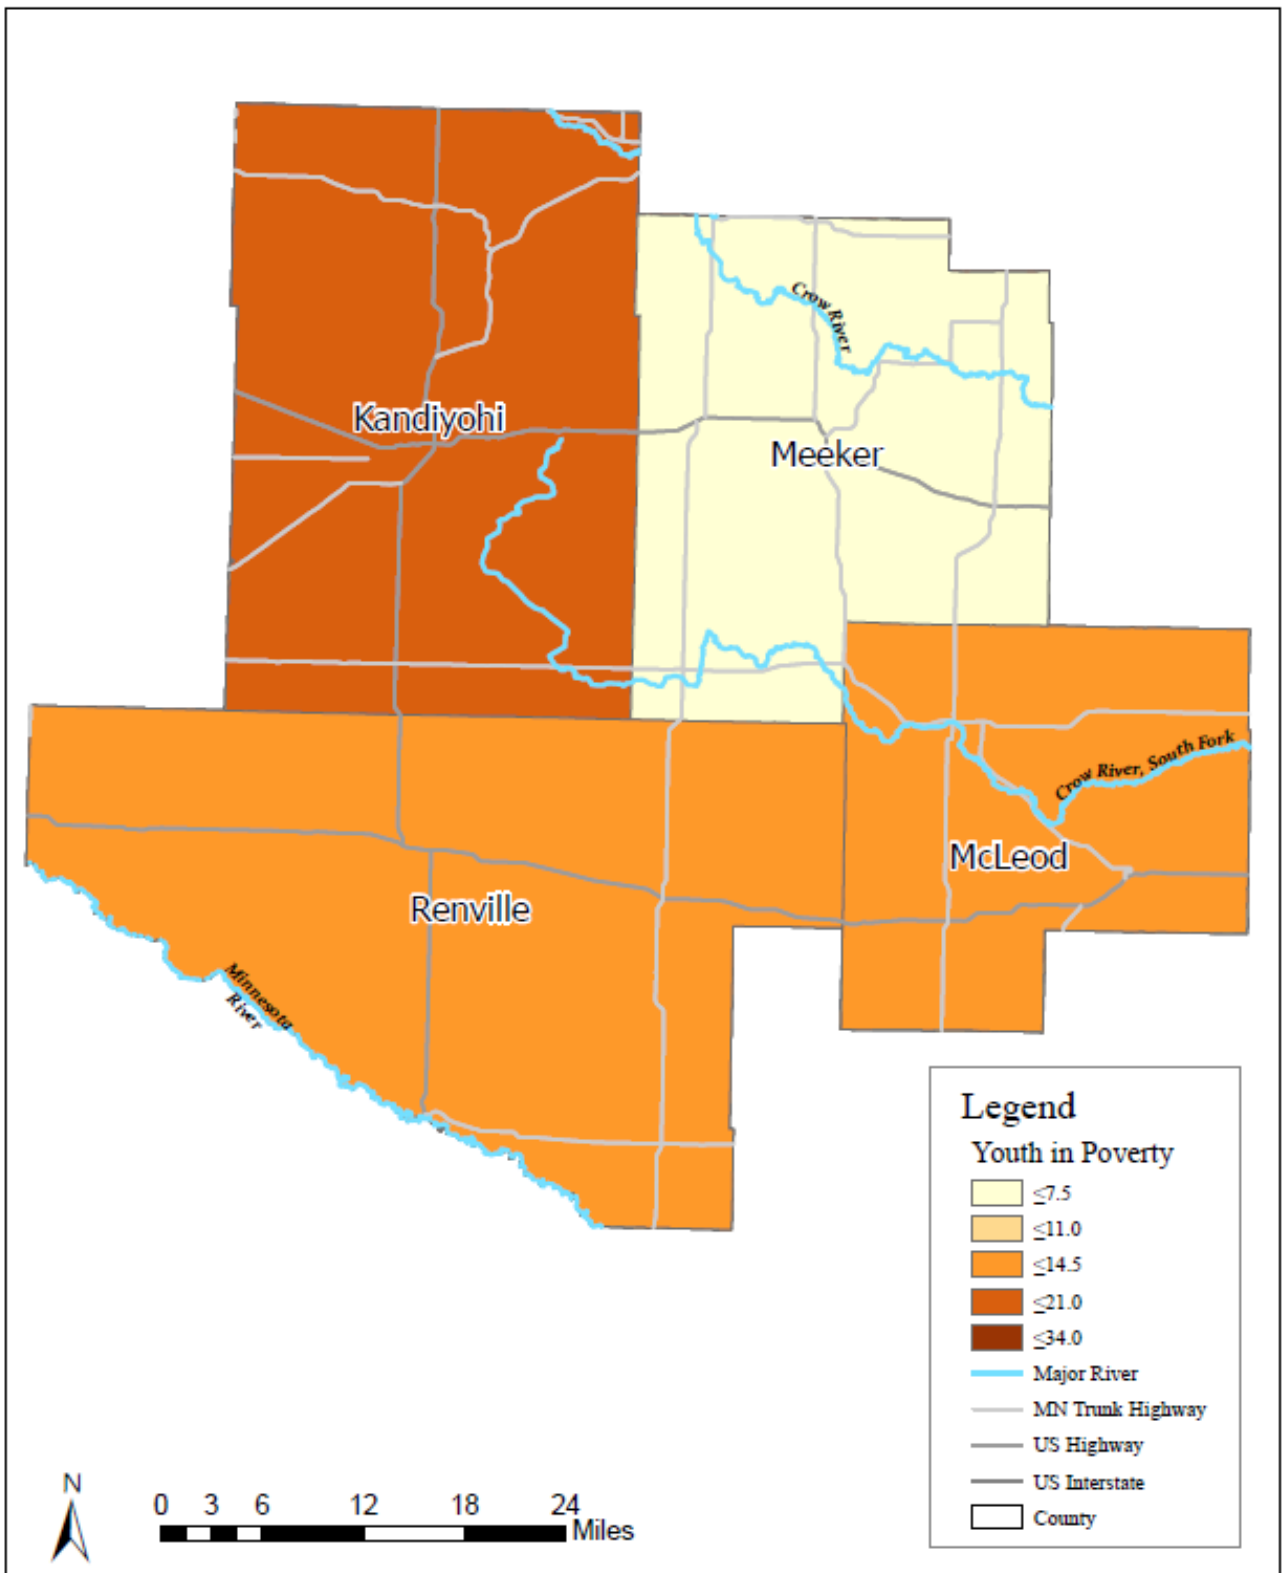 Crow River
Kandiyohi
Meeker
Crow River, South Fork
McLeod
Renville
Minnesota
River
Legend
Youth in Poverty
≤7.5
≤11.0
≤14.5
≤21.0
≤34.0
Major River
MN Trunk Highway
US Highway
US Interstate
County
N
0 3 6 12 18 24
Miles